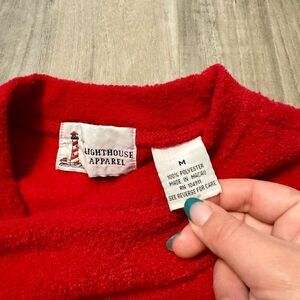 LIGHTHOUSE
APPAREL
M
100% POLYESTER
MADE IN MACAU
SEE REVERSE FOR CARE